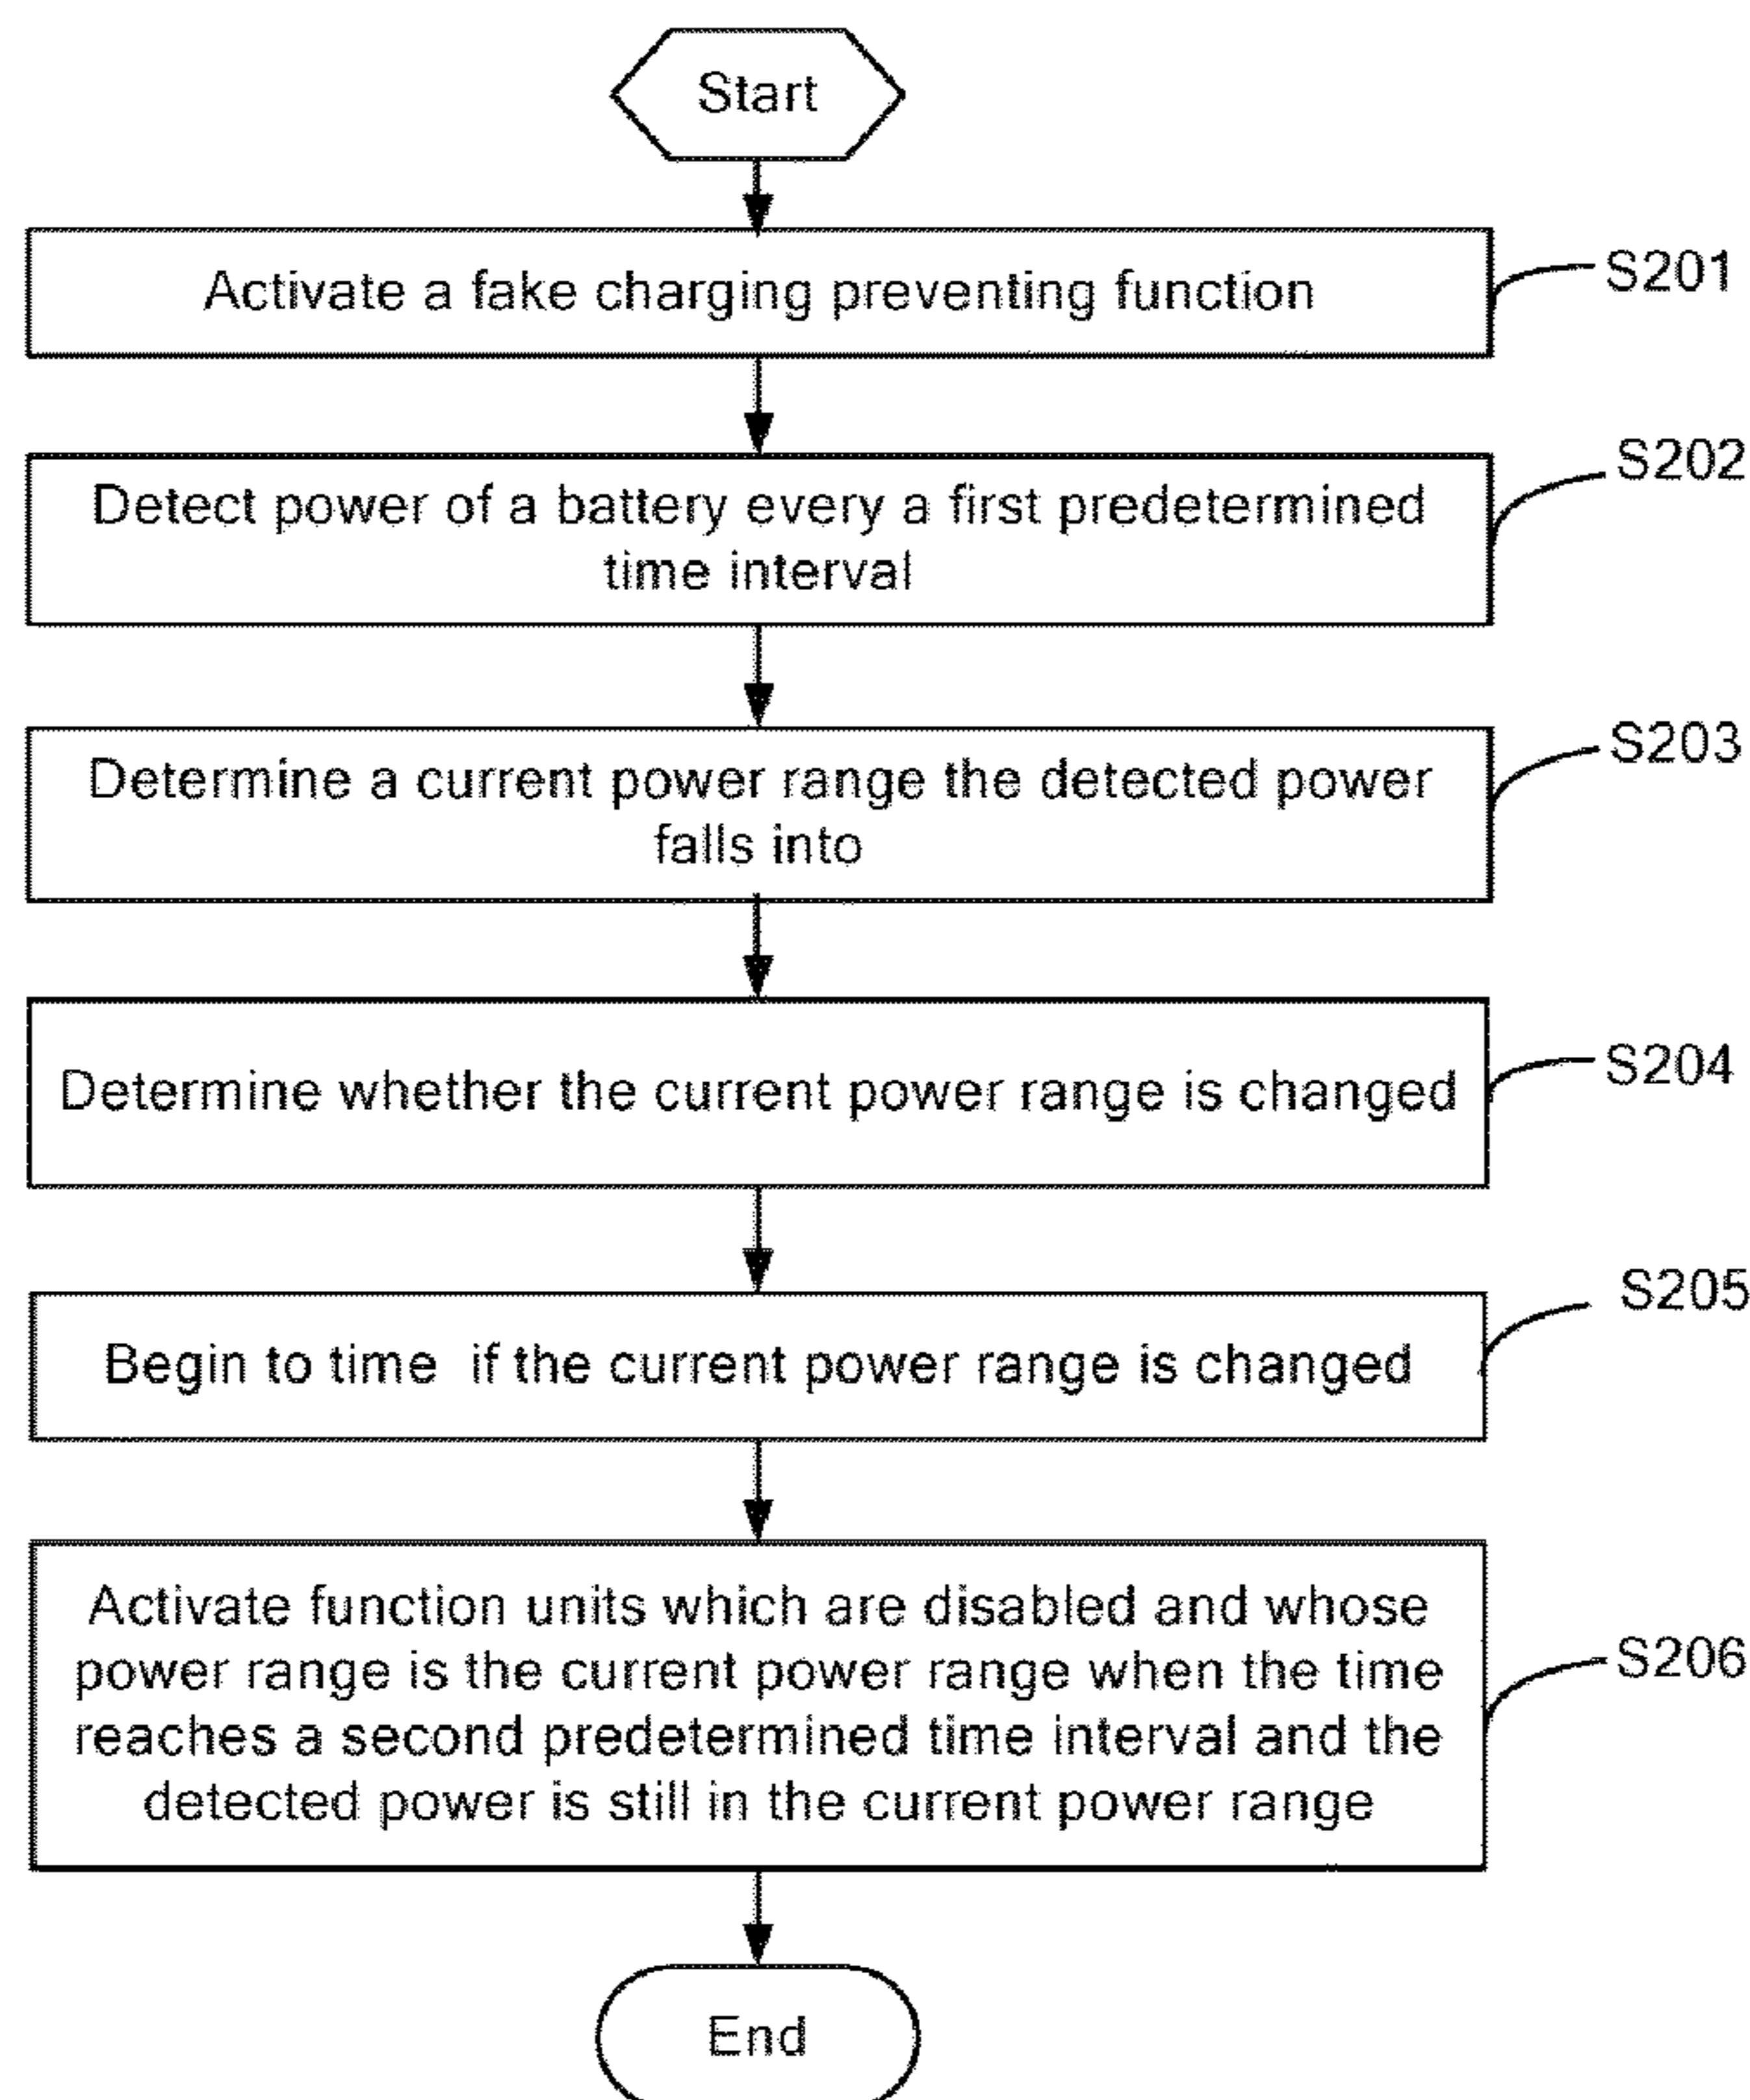 Start
Activate a fake charging preventing function
S201
Detect power of a battery every a first predetermined
time interval
S202
Determine a current power range the detected power
falls into
S203
Determine whether the current power range is changed
S204
Begin to time if the current power range is changed
S205
Activate function units which are disabled and whose
power range is the current power range when the time
reaches a second predetermined time interval and the
detected power is still in the current power range
S206
End